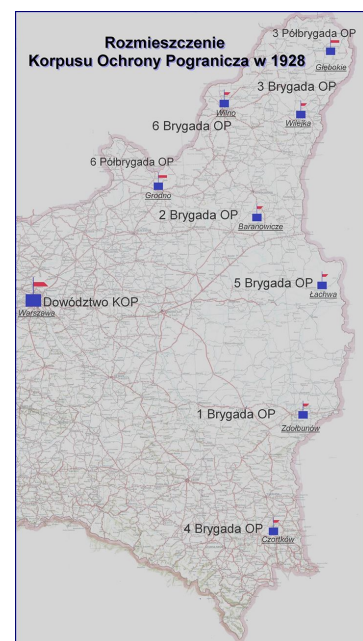 Rozmieszczenie
Korpusu Ochrony Pogranicza w 1928
3 Półbrygada OP
Głębokie
3 Brygada OP
Wilno
Wilejka
6 Brygada OP
6 Półbrygada OP
Grodno
2 Brygada OP
Baranowicze
5 Brygada OP
Łachwa
Dowództwo KOP
Warszawa
1 Brygada OP
Zdołbunów
4 Brygada OP
Czortków